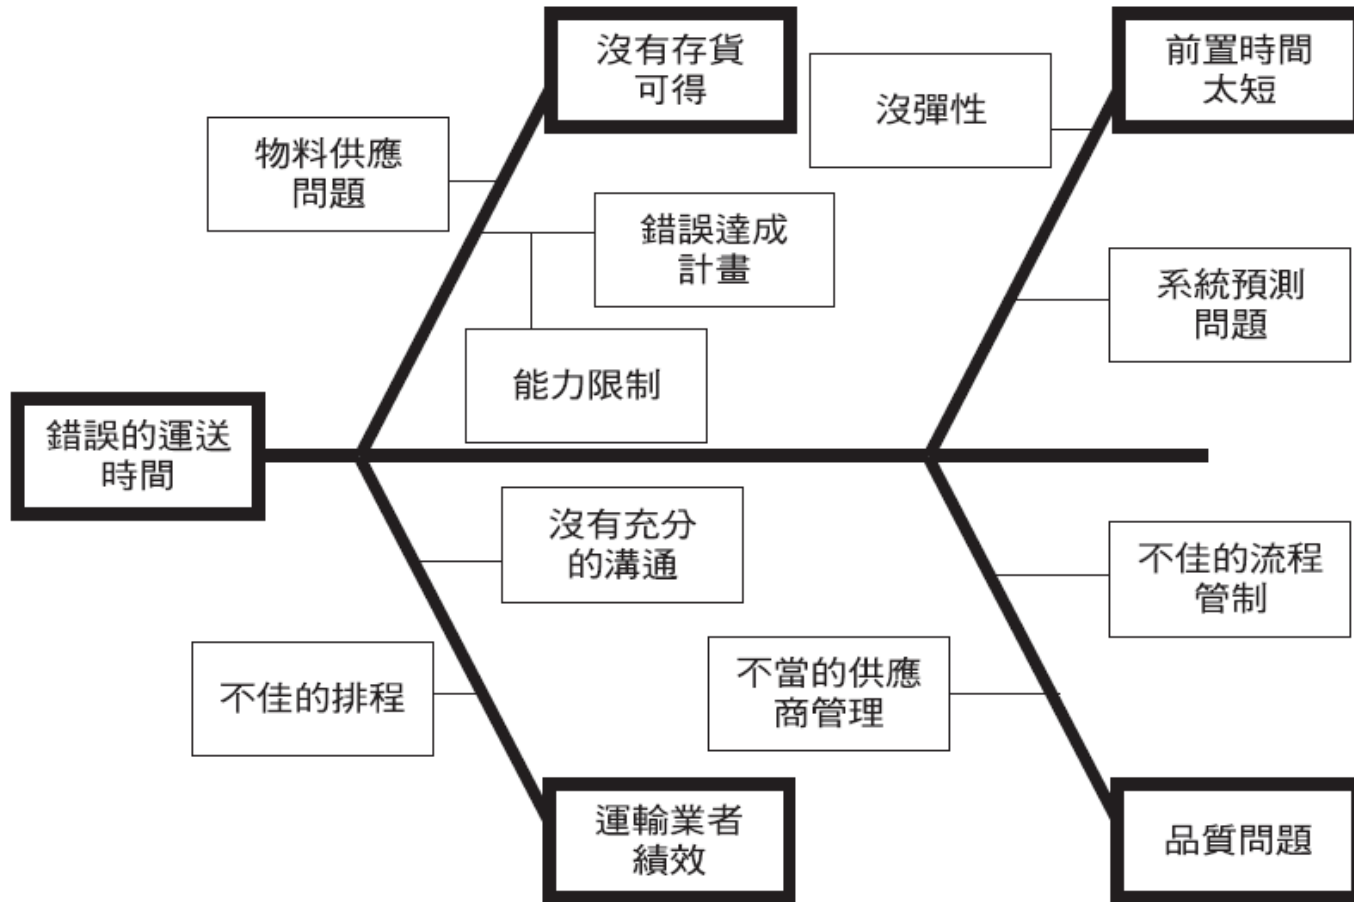 沒有存貨
可得
前置時間
太短
沒彈性
物料供應
問題
錯誤達成
計畫
系統預測
問題
能力限制
錯誤的運送
時間
沒有充分
的溝通
不佳的流程
管制
不佳的排程
不當的供應
商管理
運輸業者
績效
品質問題